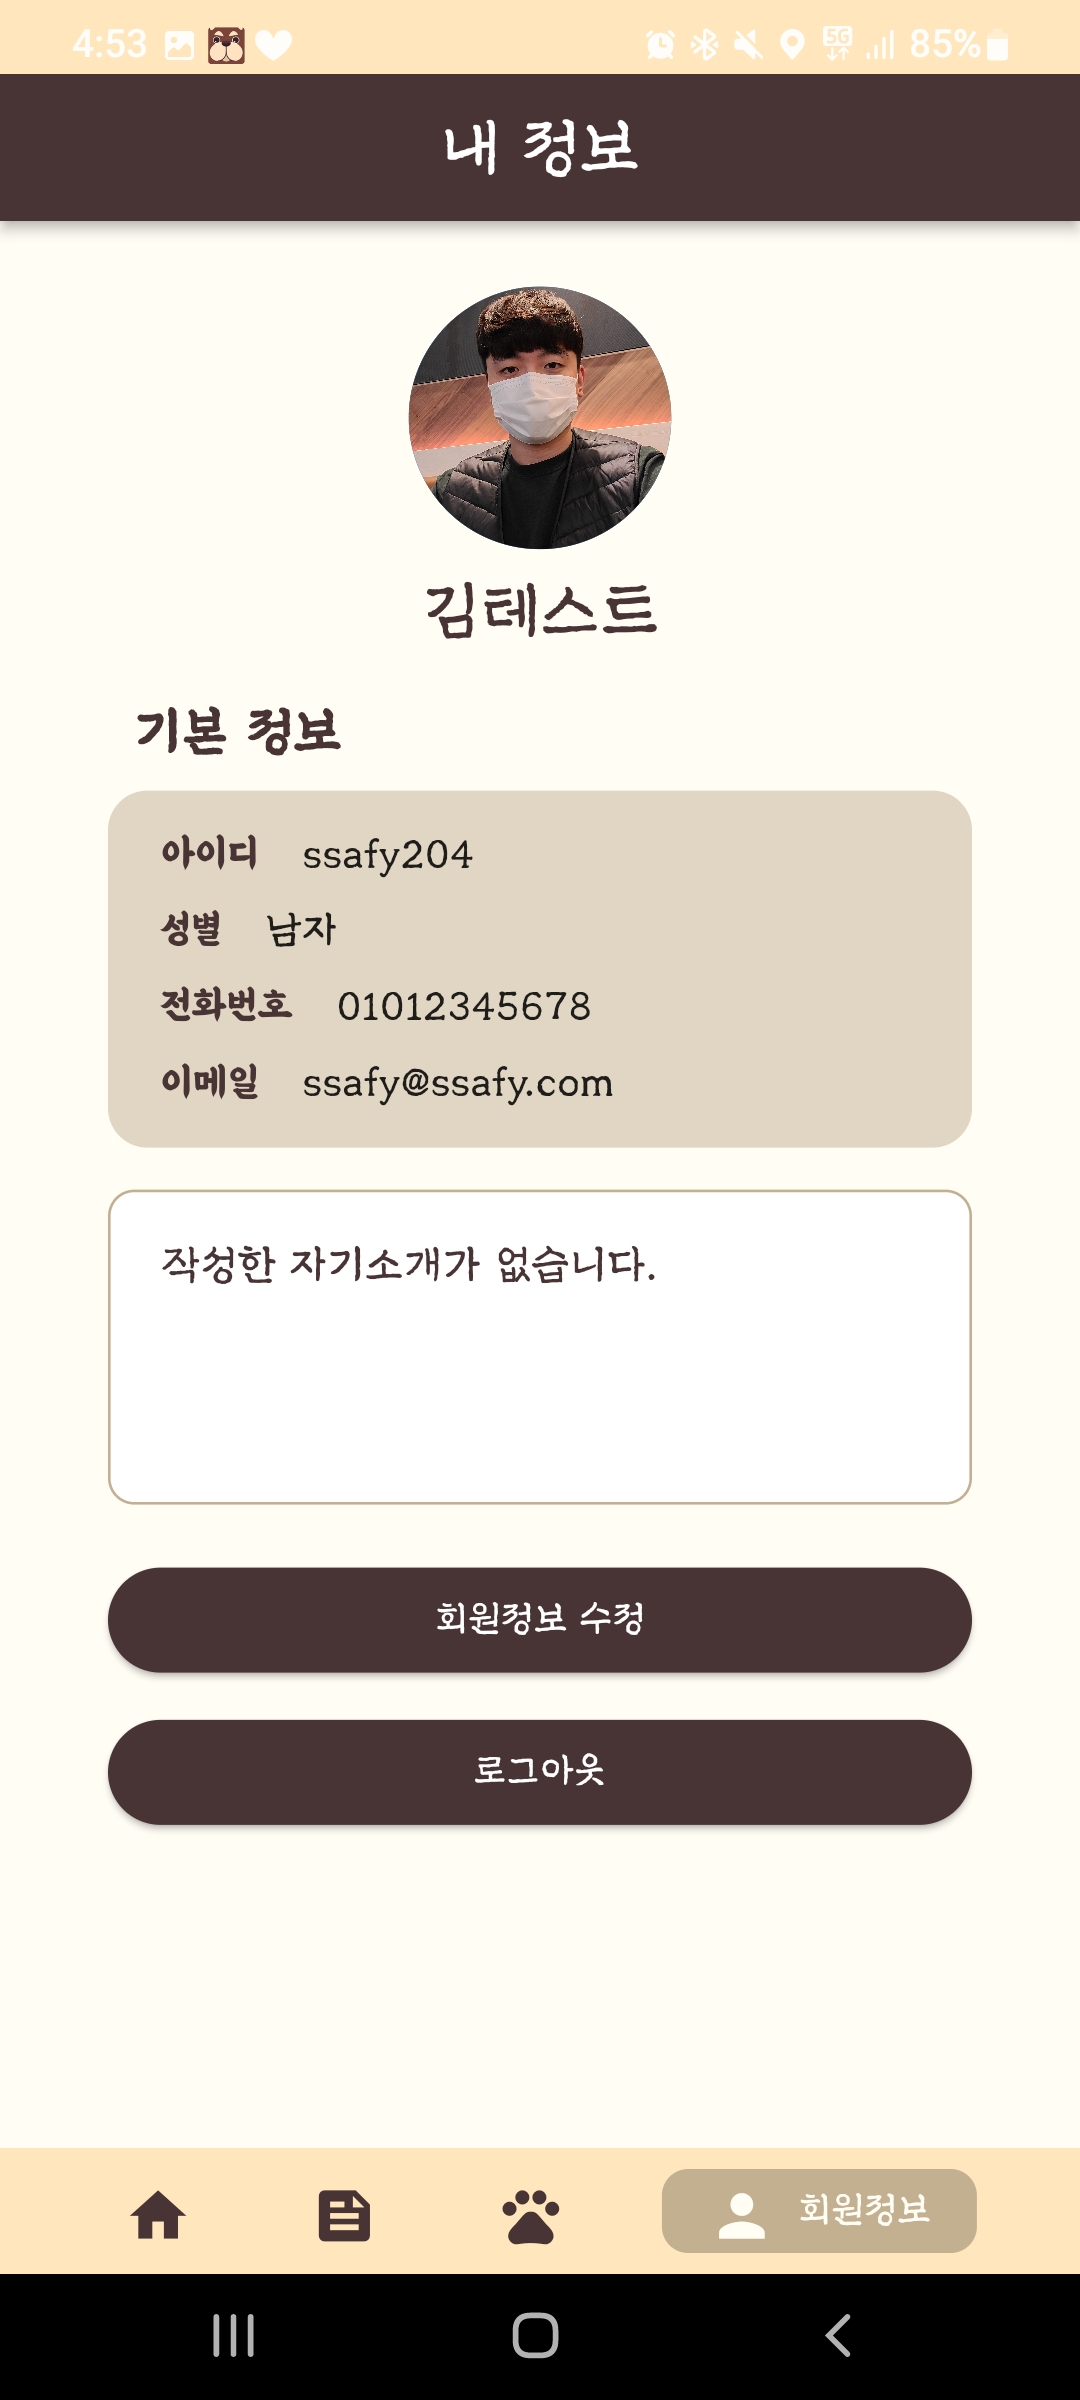 4:53 5G 85%
내 정보
김테스트
기본 정보
아이디 ssafy204
성별 남자
전화번호 01012345678
이메일 ssafy@ssafy.com
작성한 자기소개가 없습니다.
회원정보 수정
로그아웃
회원정보